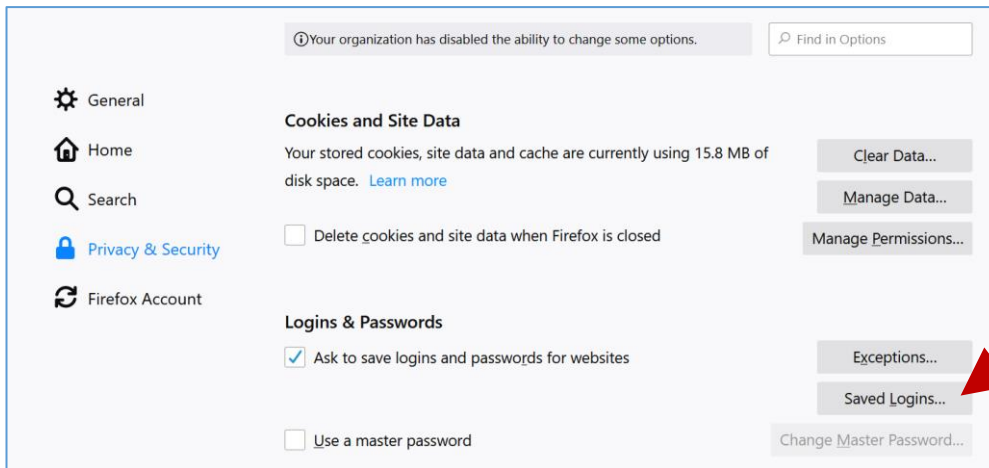 Your organization has disabled the ability to change some options.
Find in Options
General
Home
Search
Privacy & Security
Firefox Account
Cookies and Site Data
Your stored cookies, site data and cache are currently using 15.8 MB of
disk space. Learn more
Clear Data...
Manage Data...
Delete cookies and site data when Firefox is closed
Manage Permissions...
Logins & Passwords
Ask to save logins and passwords for websites
Exceptions...
Saved Logins...
Use a master password
Change Master Password...